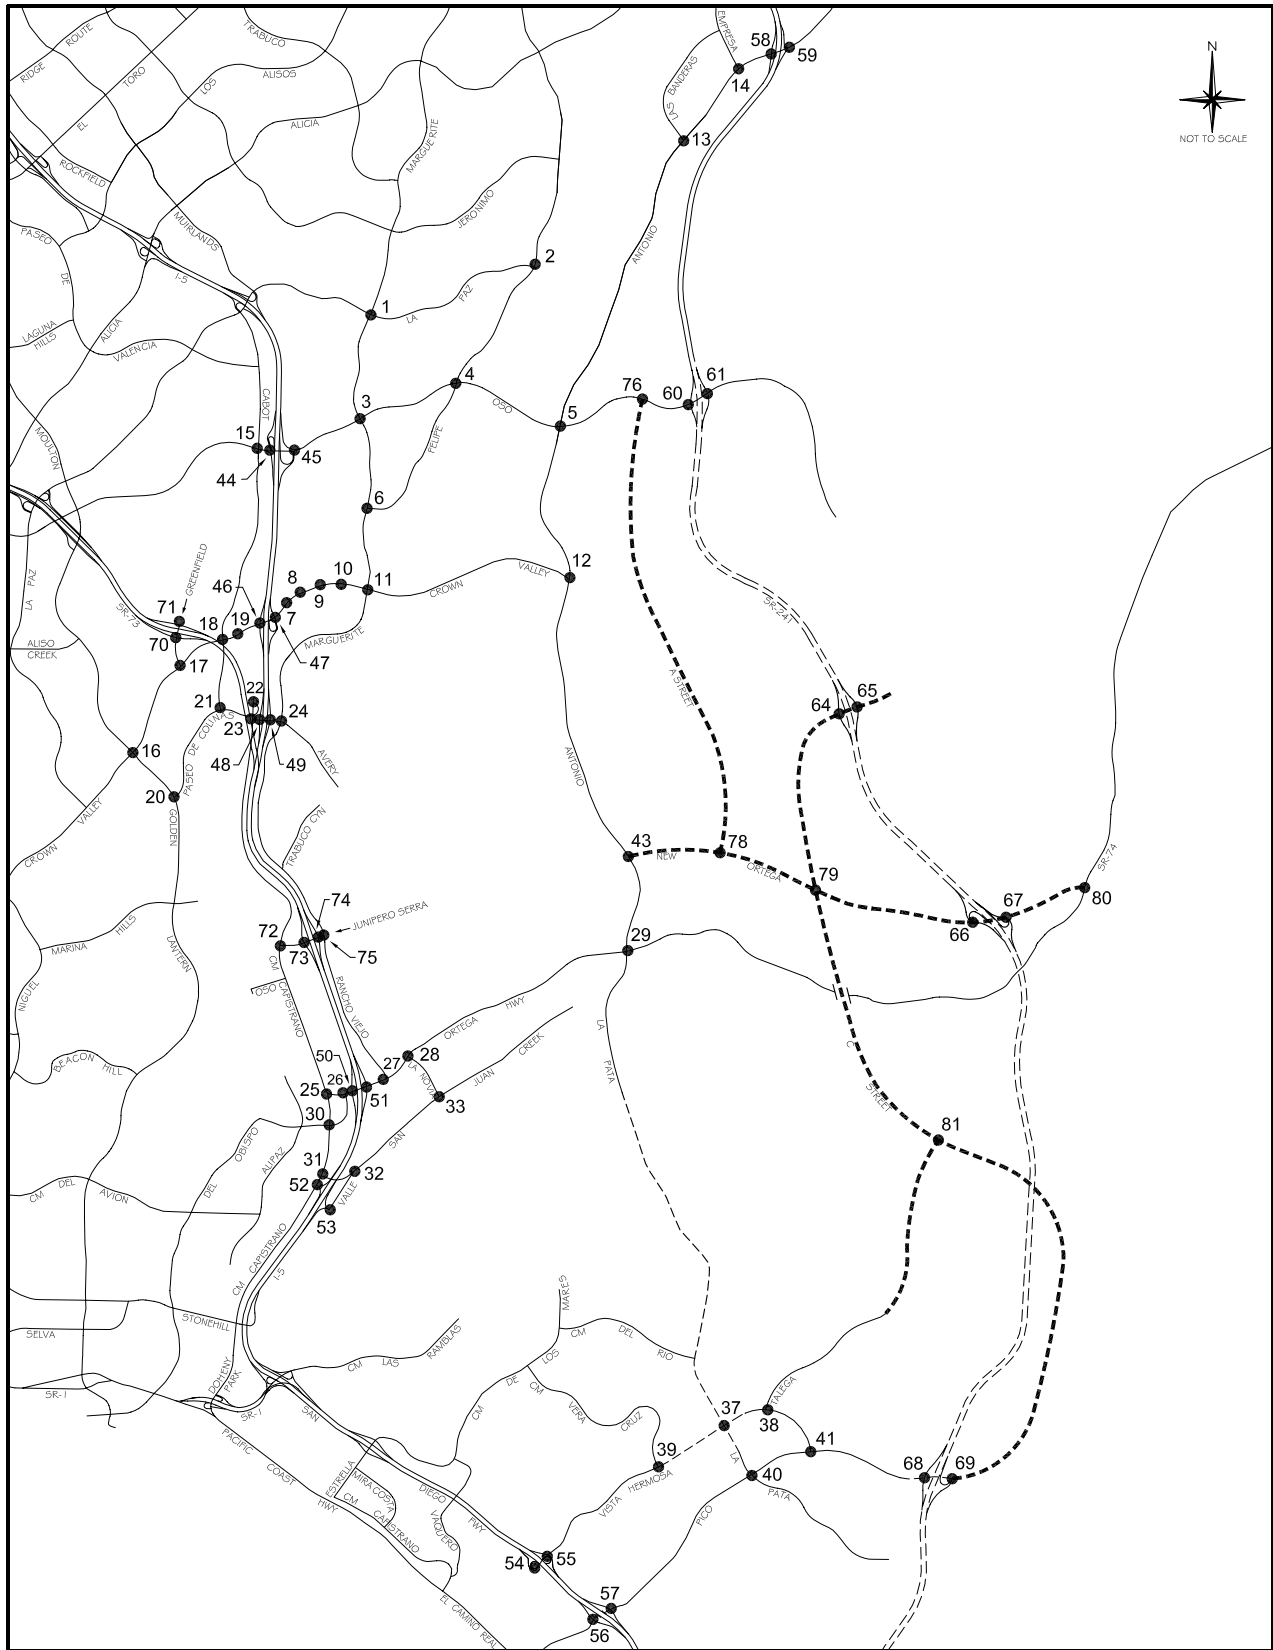 TRABUCO
EMPRESA
58
59
N
RIDGE ROUTE
EL TORO
LOS ALISOS
14
LAS BANDERAS
NOT TO SCALE
ALICIA
13
ROCKFIELD
MARGUERITE
MUIRLANDS
JERONIMO
PASEO DE VALENCIA
I-5
ANTONIO
2
LAGUNA
HILLS
ALICIA
1
LA PAZ
4
61
CABOT
76
60
3
OSO
5
MOULTON
15
FELIPE
44
45
6
GREENFIELD
LA PAZ
8
10
12
46
9
11
CROWN VALLEY
SR-73
71
7
SR-241
18
19
MARGUERITE
70
47
ALISO
CREEK
17
A STREET
22
65
21
24
64
23
PASEO DE COLINAS
16
48
49
AVERY
ANTONIO
20
GOLDEN LANTERN
CROWN VALLEY
TRABUCO CYN
43
78
NEW ORTEGA
79
SR-74
67
80
74
JUNIPERO SERRA
66
72
73
75
29
MARINA HILLS
CM CAPISTRANO
OSO
RANCHO VIEJO
NIGUEL
ORTEGA HWY
LA PATA
C STREET
50
27
28
BEACON HILL
26
LA NOVIA
SAN JUAN CREEK
25
51
33
30
DEL OBISPO
ALIPAZ
81
31
32
52
VALLE
CM DEL AVION
53
CM CAPISTRANO
I-5
STONEHILL
CM DE LOS MARES
SELVA
CM LAS RAMBLAS
CM DEL RIO
DOHENY
PARK
SR-1
SR-1
CM VERA CRUZ
TALEGA
37
38
PACIFIC COAST HWY
SAN DIEGO FWY
39
41
ESTRELLA
MIRA COSTA
LA PATA
40
68
69
VISTA HERMOSA
CM CAPISTRANO
VAQUERO
PICO
54
55
57
EL CAMINO REAL
56